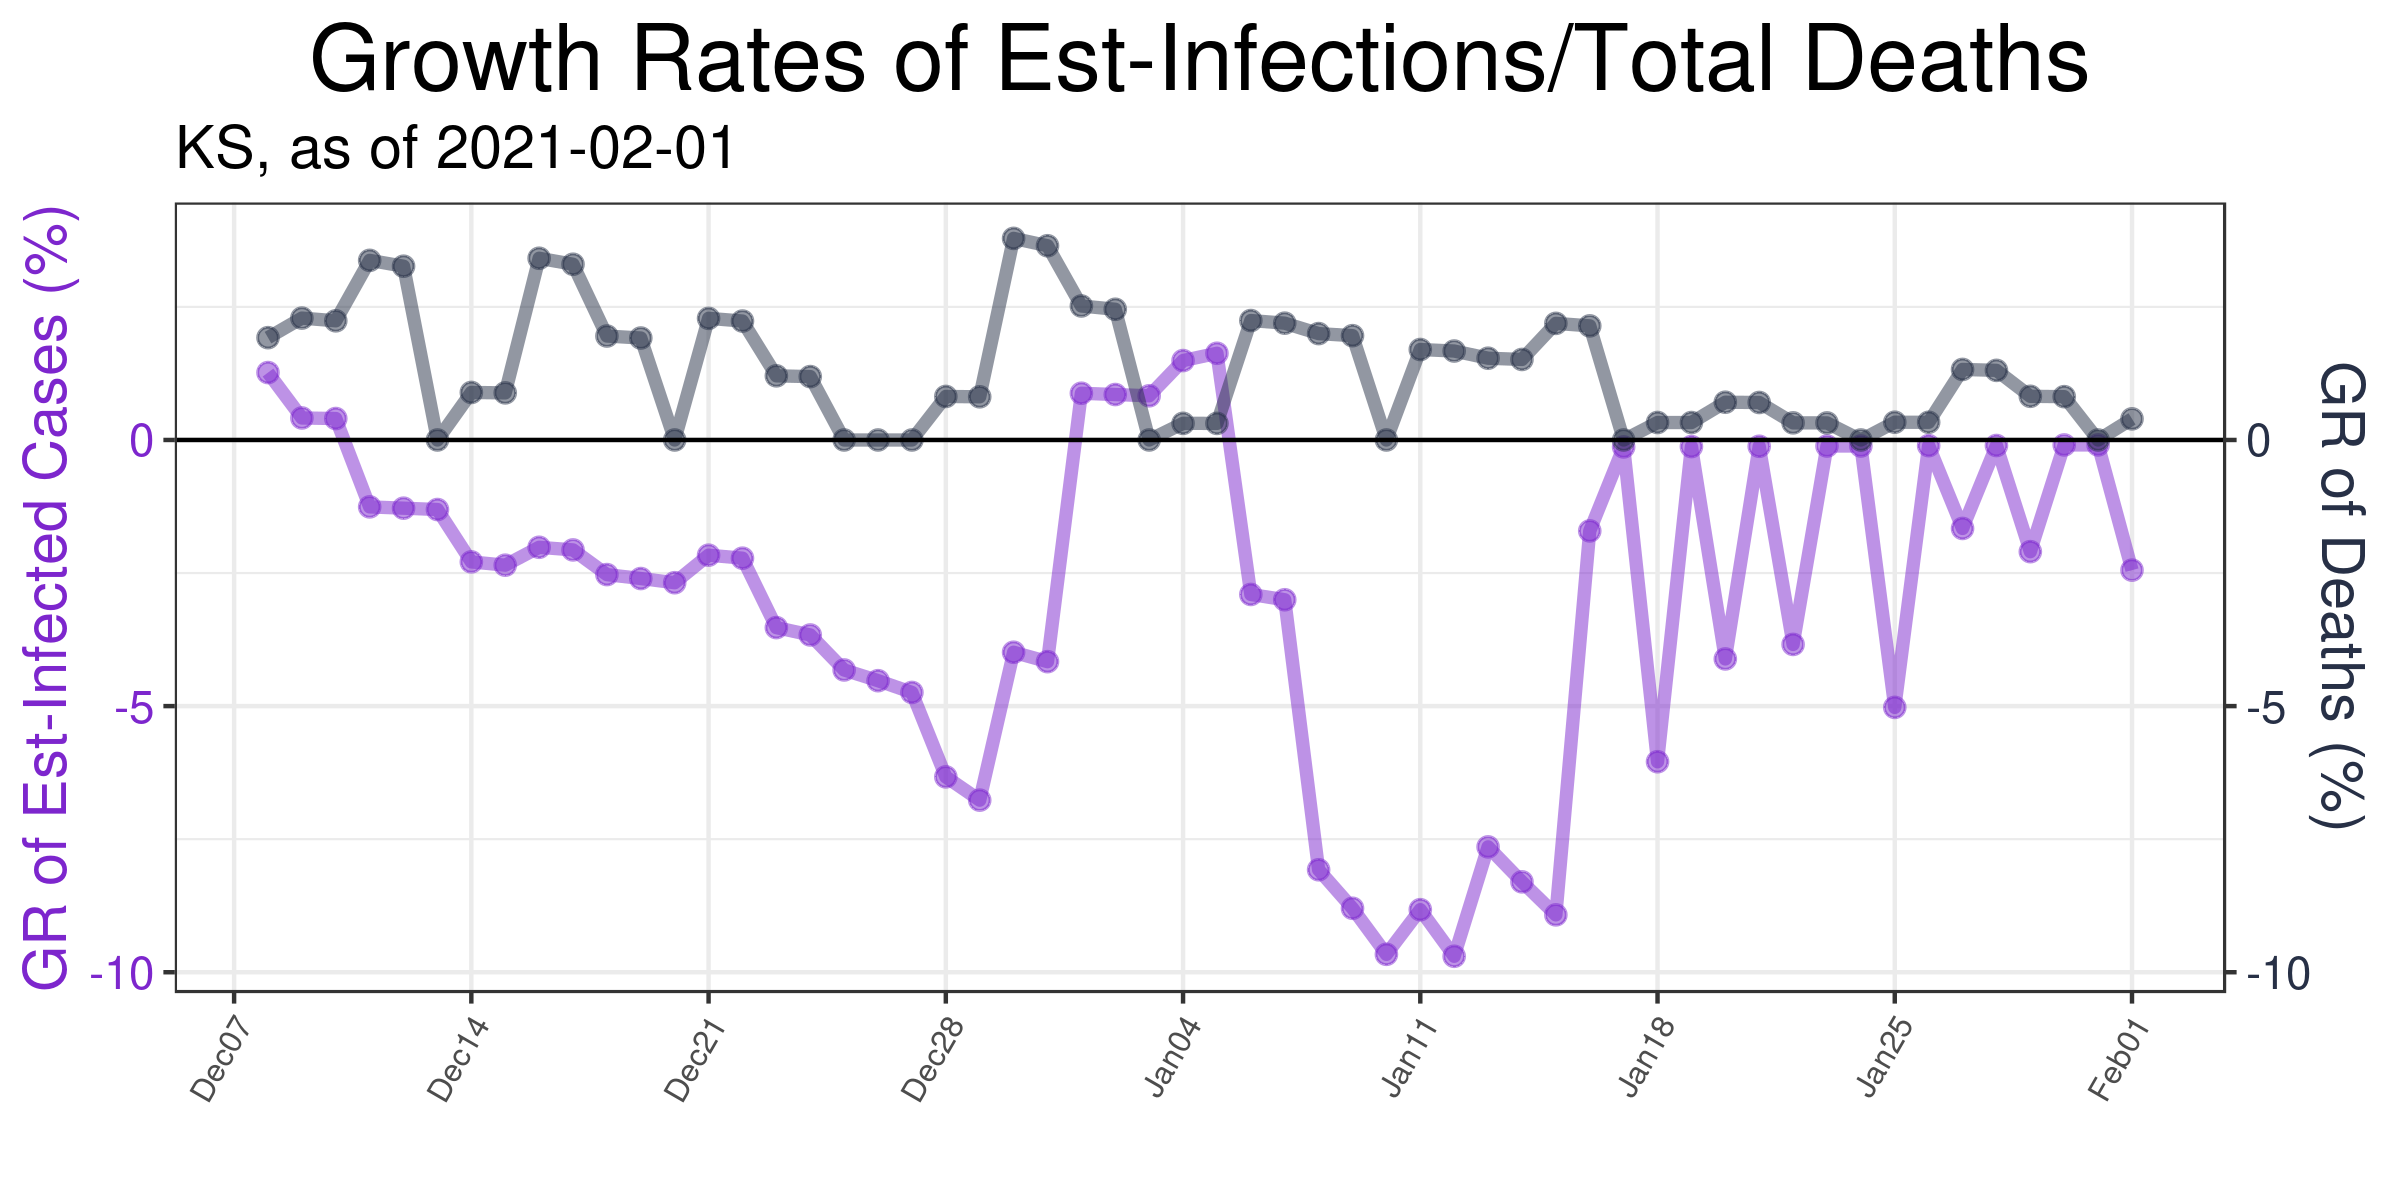 Growth Rates of Est-Infections/Total Deaths
KS, as of 2021-02-01
GR of Est-Infected Cases (%)
0
-5
-10
0
-5
-10
GR of Deaths (%)
Dec07
Dec14
Dec21
Dec28
Jan04
Jan11
Jan18
Jan25
Feb01